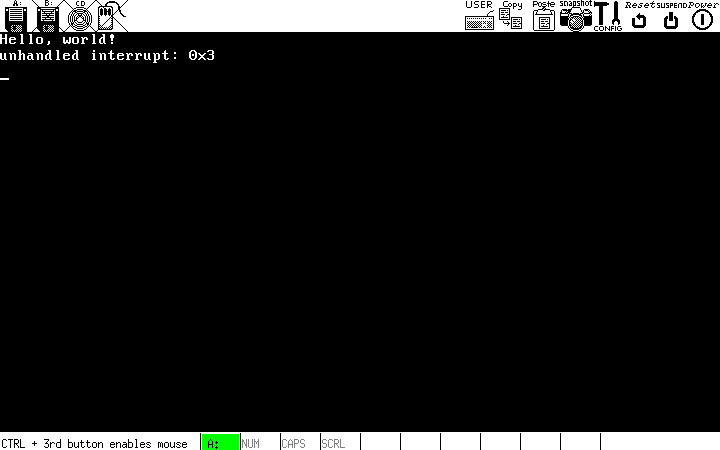 A: B: CD USER Copy Paste snapshot CONFIG Reset SUSPEND Power
Hello, world!
unhandled interrupt: 0x3
CTRL + 3rd button enables mouse A: NUM CAPS SCRL